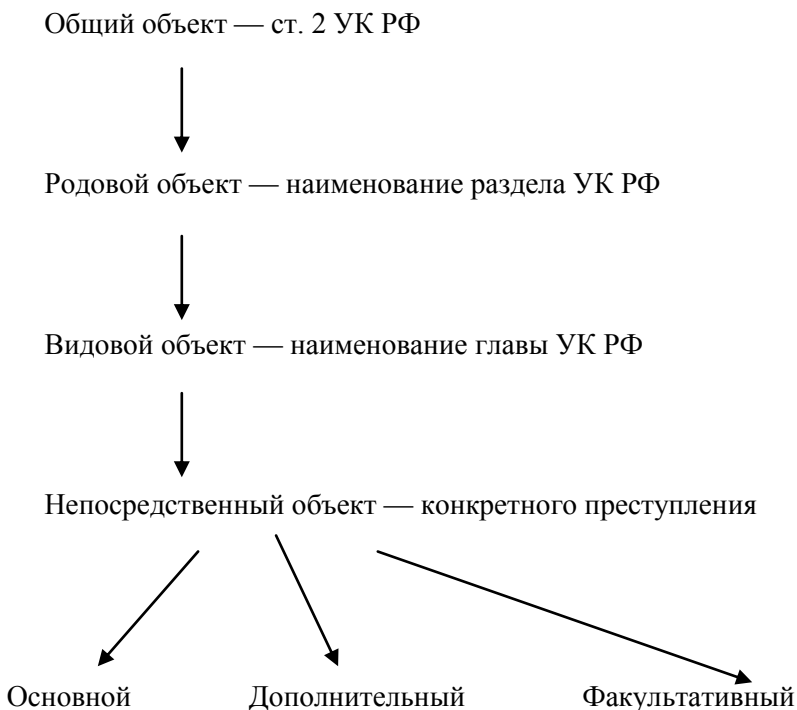 Общий объект — ст. 2 УК РФ
Родовой объект — наименование раздела УК РФ
Видовой объект — наименование главы УК РФ
Непосредственный объект — конкретного преступления
Основной Дополнительный Факультативный